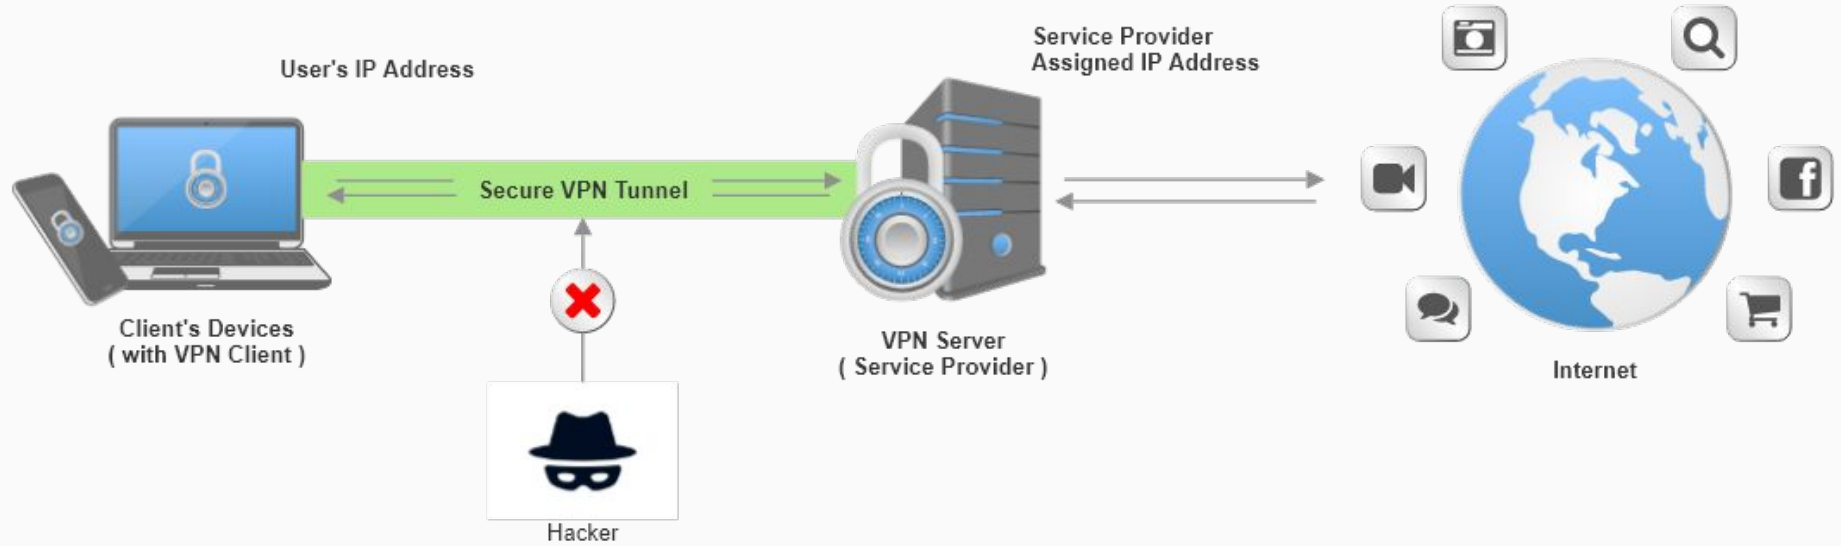 User's IP Address
Service Provider
Assigned IP Address
Secure VPN Tunnel
Client's Devices
( with VPN Client )
VPN Server
( Service Provider )
Internet
Hacker
f